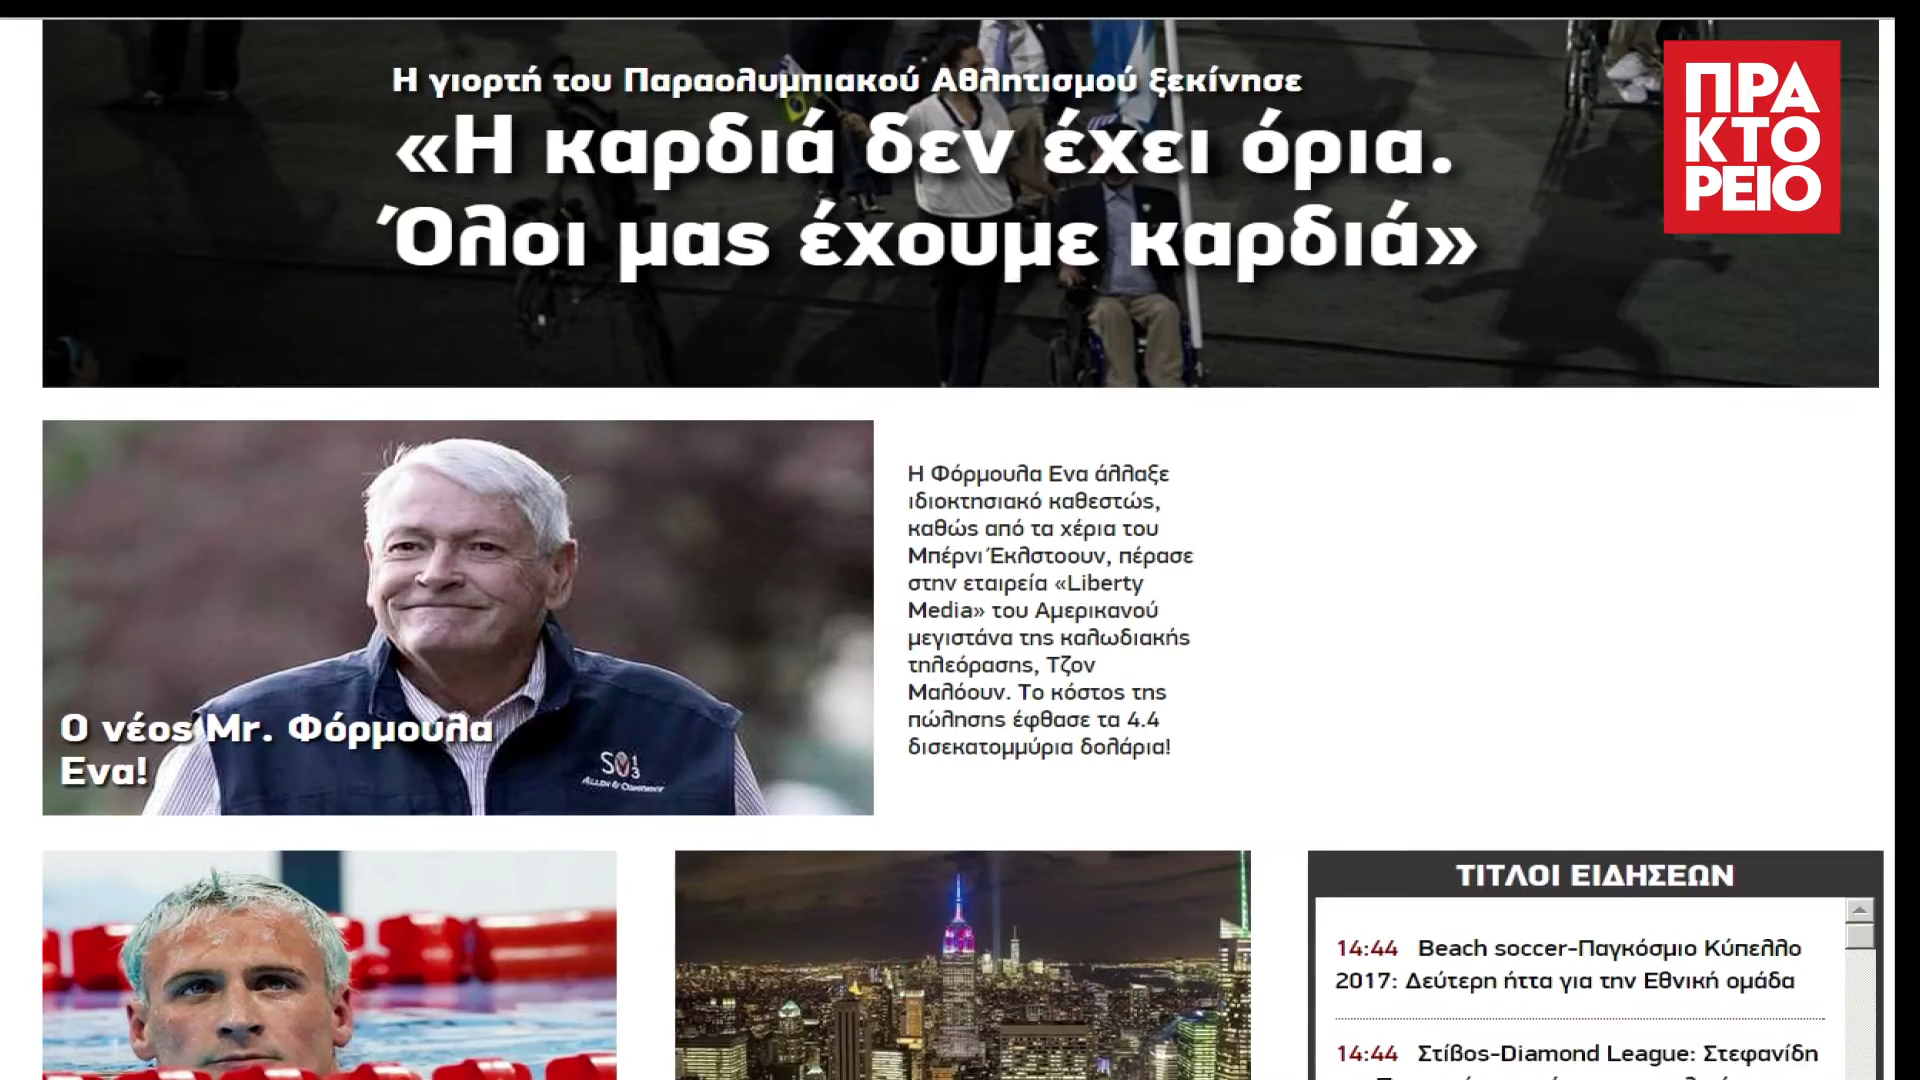 Η γιορτή του Παραολυμπιακού Αθλητισμού ξεκίνησε
«Η καρδιά δεν έχει όρια.
Όλοι μας έχουμε καρδιά»
ΠΡΑ
ΚΤΟ
ΡΕΙΟ
Η Φόρμουλα Ενα άλλαξε
ιδιοκτησιακό καθεστώς,
καθώς από τα χέρια του
Μπέρνι Έκλστοουν, πέρασε
στην εταιρεία «Liberty
Media» του Αμερικανού
μεγιστάνα της καλωδιακής
τηλεόρασης, Τζον
Μαλόουν. Το κόστος της
πώλησης έφθασε τα 4.4
δισεκατομμύρια δολάρια!
Ο νέος Mr. Φόρμουλα
Ενα!
ALLEN & COMPANY
ΤΙΤΛΟΙ ΕΙΔΗΣΕΩΝ
14:44 Beach soccer-Παγκόσμιο Κύπελλο
2017: Δεύτερη ήττα για την Εθνική ομάδα
14:44 Στίβος-Diamond League: Στεφανίδη